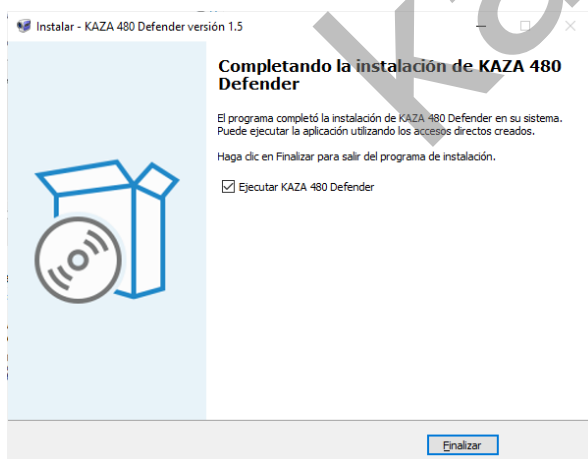 Instalar - KAZA 480 Defender versión 1.5
Completando la instalación de KAZA 480
Defender
El programa completó la instalación de KAZA 480 Defender en su sistema.
Puede ejecutar la aplicación utilizando los accesos directos creados.
Haga clic en Finalizar para salir del programa de instalación.
Ejecutar KAZA 480 Defender
Finalizar